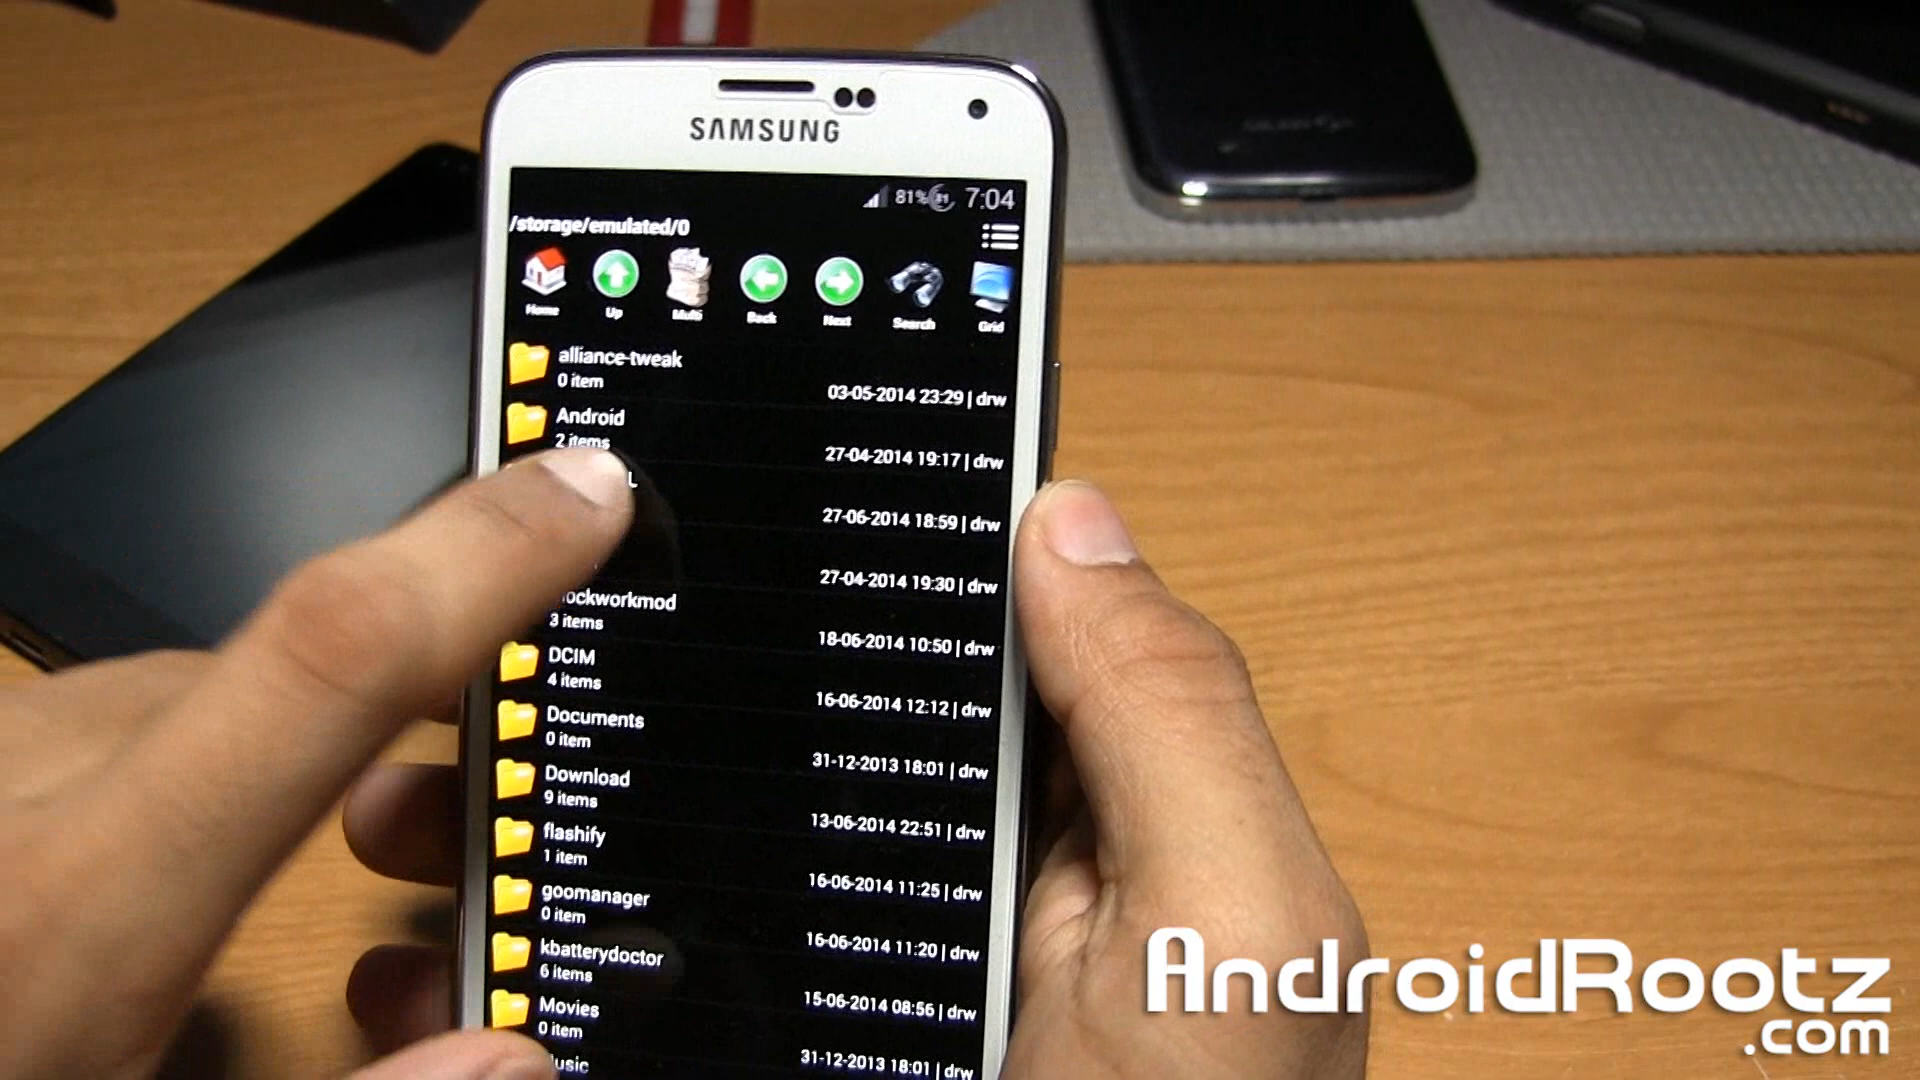 SAMSUNG
81% 7:04
/storage/emulated/0
Home Up Multi Back Next Search Grid
alliance-tweak
0 item
03-05-2014 23:29 | drw
Android
2 items
27-04-2014 19:17 | drw
L
27-06-2014 18:59 | drw
27-04-2014 19:30 | drw
lockworkmod
3 items
18-06-2014 10:50 | drw
DCIM
4 items
16-06-2014 12:12 | drw
Documents
0 item
31-12-2013 18:01 | drw
Download
9 items
13-06-2014 22:51 | drw
flashify
1 item
16-06-2014 11:25 | drw
goomanager
0 item
16-06-2014 11:20 | drw
kbatterydoctor
6 items
15-06-2014 08:56 | drw
Movies
0 item
31-12-2013 18:01 | drw
usic
AndroidRootz
.com